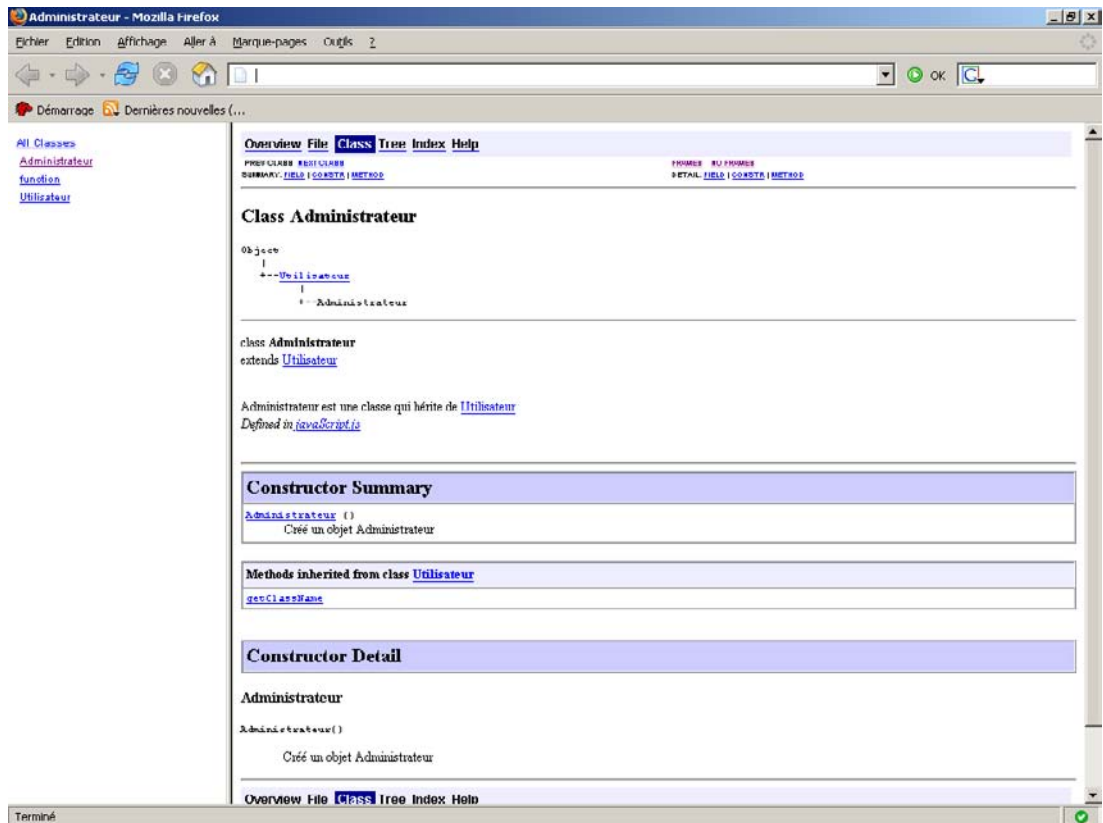 Administrateur - Mozilla Firefox
Fichier Edition Affichage Aller à Marque-pages Outils ?
OK
Démarrage Dernières nouvelles (...
All Classes
Administrateur
function
Utilisateur
Overview File Class Tree Index Help
PREV CLASS NEXT CLASS FRAMES NO FRAMES
SUMMARY: FIELD | CONSTR | METHOD DETAIL: FIELD | CONSTR | METHOD
Class Administrateur
Object
|
+--Utilisateur
|
+--Administrateur
class Administrateur
extends Utilisateur
Administrateur est une classe qui hérite de Utilisateur
Defined in javaScript.js
Constructor Summary
Administrateur ()
Créé un objet Administrateur
Methods inherited from class Utilisateur
getClassName
Constructor Detail
Administrateur
Administrateur()
Créé un objet Administrateur
Overview File Class Tree Index Help
Terminé